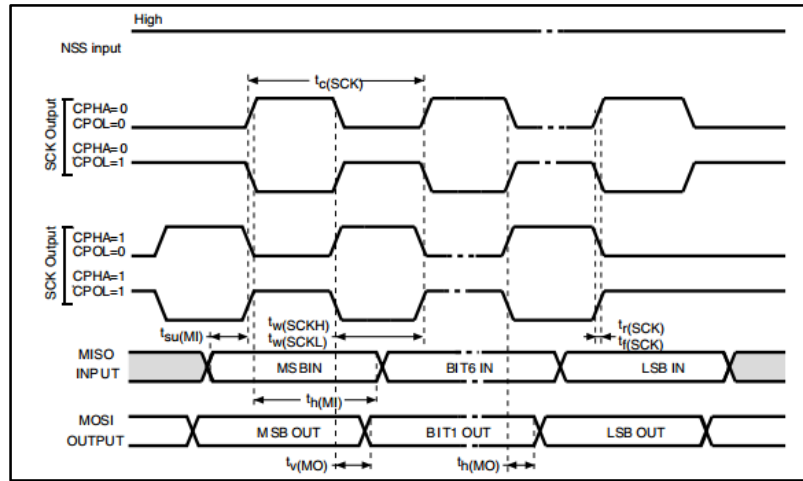 High
NSS input
tc(SCK)
SCK Output
CPHA=0
CPOL=0
CPHA=0
CPOL=1
SCK Output
CPHA=1
CPOL=0
CPHA=1
CPOL=1
tsu(MI)
tw(SCKH)
tw(SCKL)
tr(SCK)
tf(SCK)
MISO
INPUT
MSBIN
BIT6 IN
LSB IN
th(MI)
MOSI
OUTPUT
MSB OUT
BIT1 OUT
LSB OUT
tv(MO)
th(MO)